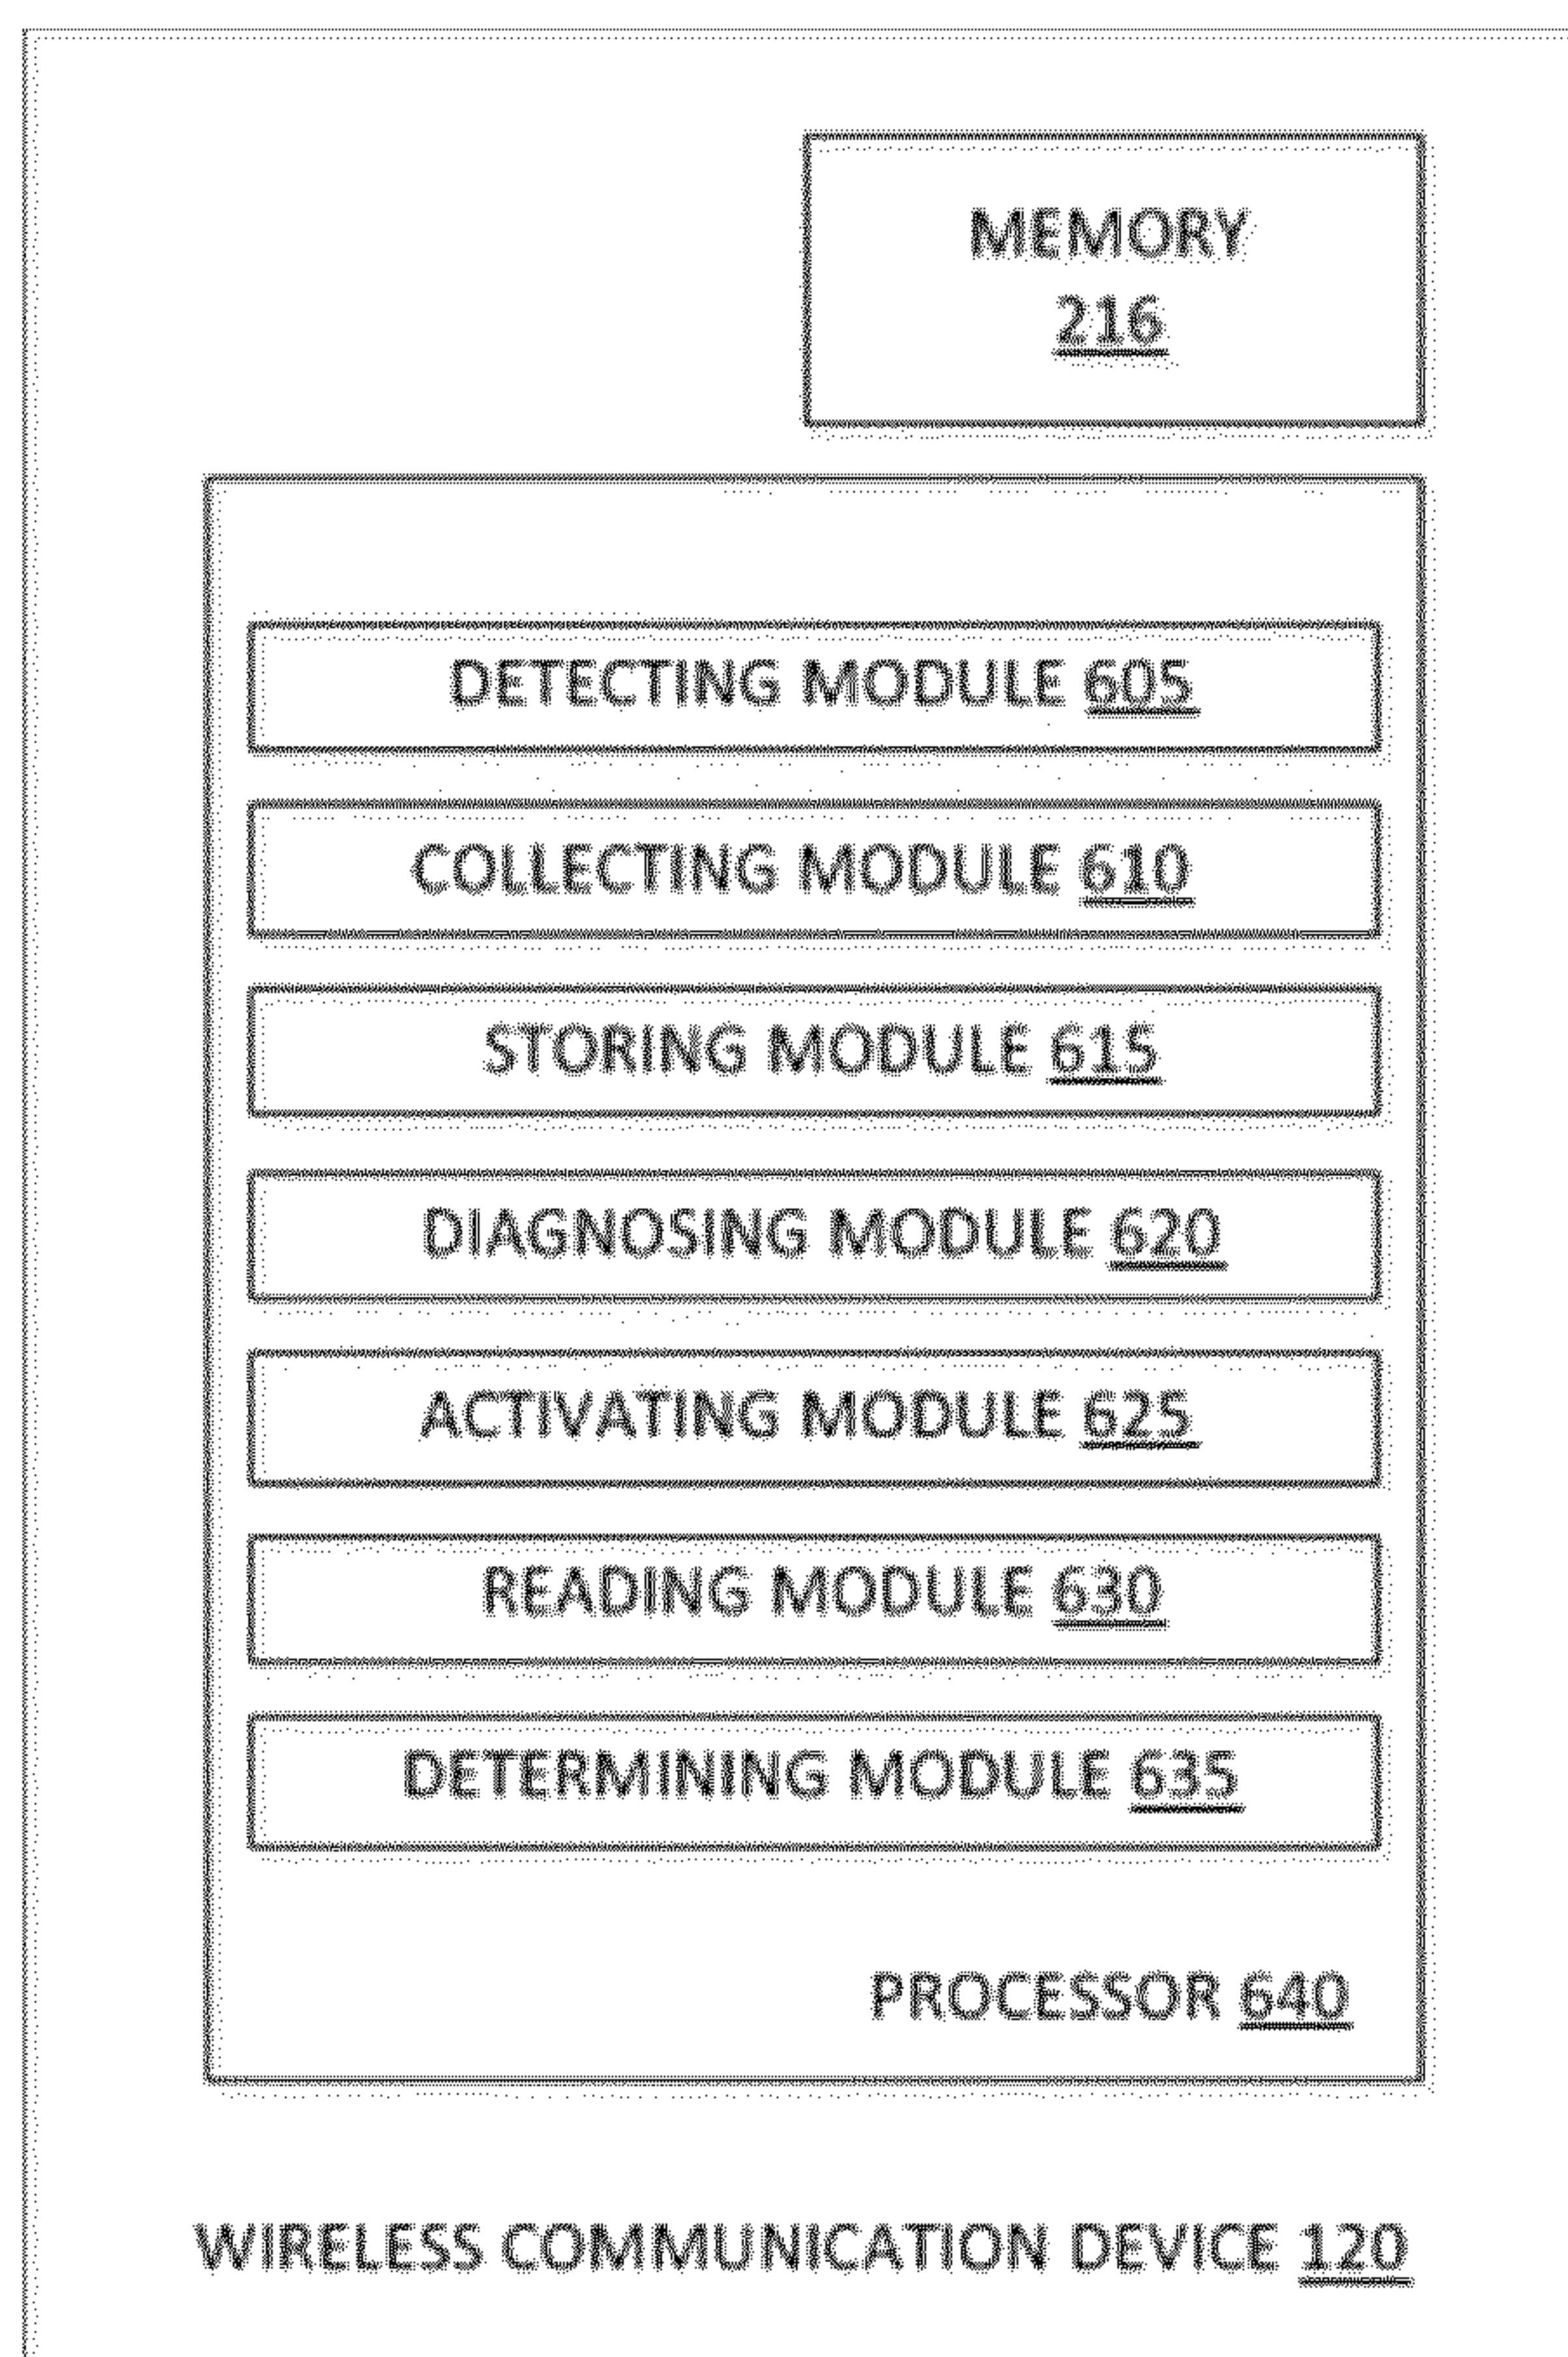 MEMORY
216
DETECTING MODULE 605
COLLECTING MODULE 610
STORING MODULE 615
DIAGNOSING MODULE 620
ACTIVATING MODULE 625
READING MODULE 630
DETERMINING MODULE 635
PROCESSOR 640
WIRELESS COMMUNICATION DEVICE 120